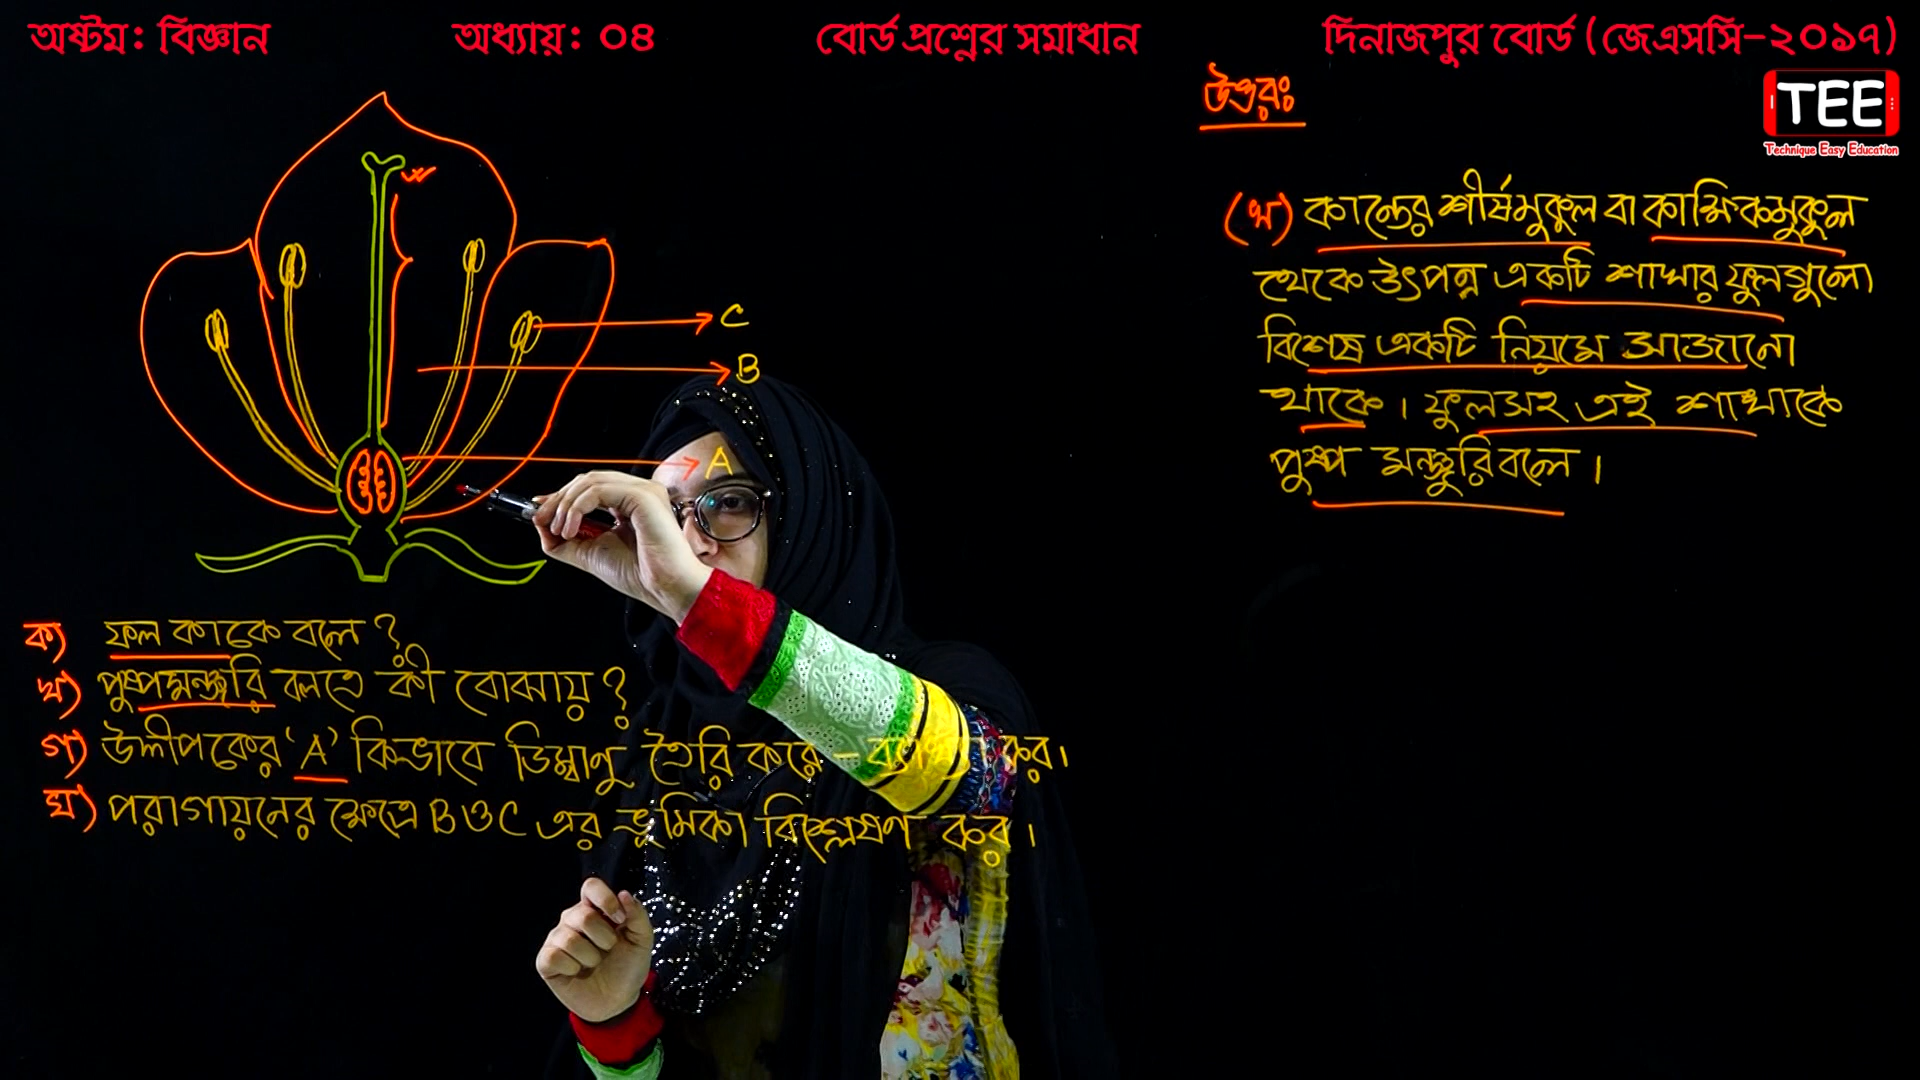 অষ্টম: বিজ্ঞান
অধ্যায়: ০৪
বোর্ড প্রশ্নের সমাধান
দিনাজপুর বোর্ড (জেএসসি-২০১৭)
TEE
Technique Easy Education
উত্তরঃ
C
B
A
ক) ফল কাকে বলে ?
খ) পুষ্পমঞ্জুরি বলতে কী বোঝায় ?
গ) উদ্দীপকের 'A' কিভাবে ডিম্বাণু তৈরি করে - কর।
ঘ) পরাগায়নের ক্ষেত্রে B ও C এর ভূমিকা বিশ্লেষণ কর।
(খ) কান্ডের শীর্ষমুকুল বা কাক্ষিকমুকুল
থেকে উৎপন্ন একটি শাখার ফুলগুলো
বিশেষ একটি নিয়মে সাজানো
থাকে। ফুলসহ এই শাখাকে
পুষ্প মঞ্জুরি বলে।